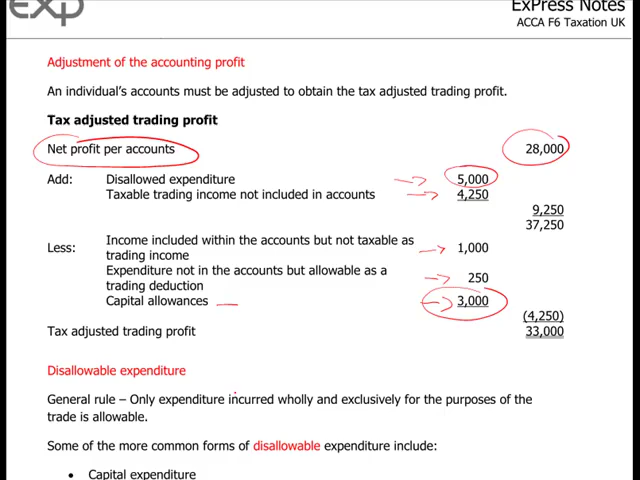 exp
ExPress Notes
ACCA F6 Taxation UK
Adjustment of the accounting profit
An individual's accounts must be adjusted to obtain the tax adjusted trading profit.
Tax adjusted trading profit
Net profit per accounts 28,000
Add: Disallowed expenditure 5,000
Taxable trading income not included in accounts 4,250
9,250
37,250
Less: Income included within the accounts but not taxable as
trading income 1,000
Expenditure not in the accounts but allowable as a
trading deduction 250
Capital allowances 3,000
(4,250)
Tax adjusted trading profit 33,000
Disallowable expenditure
General rule – Only expenditure incurred wholly and exclusively for the purposes of the
trade is allowable.
Some of the more common forms of disallowable expenditure include:
• Capital expenditure